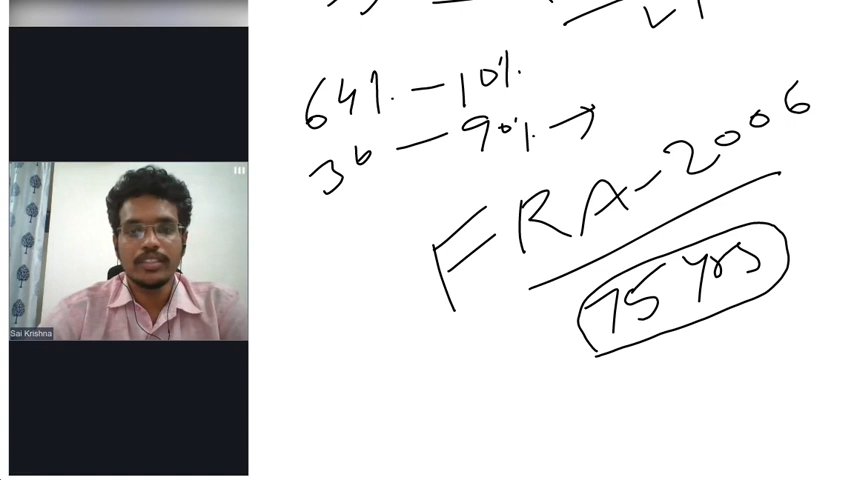 64% - 10%
36 - 90% →
FRA-2006
75 yrs
Sai Krishna